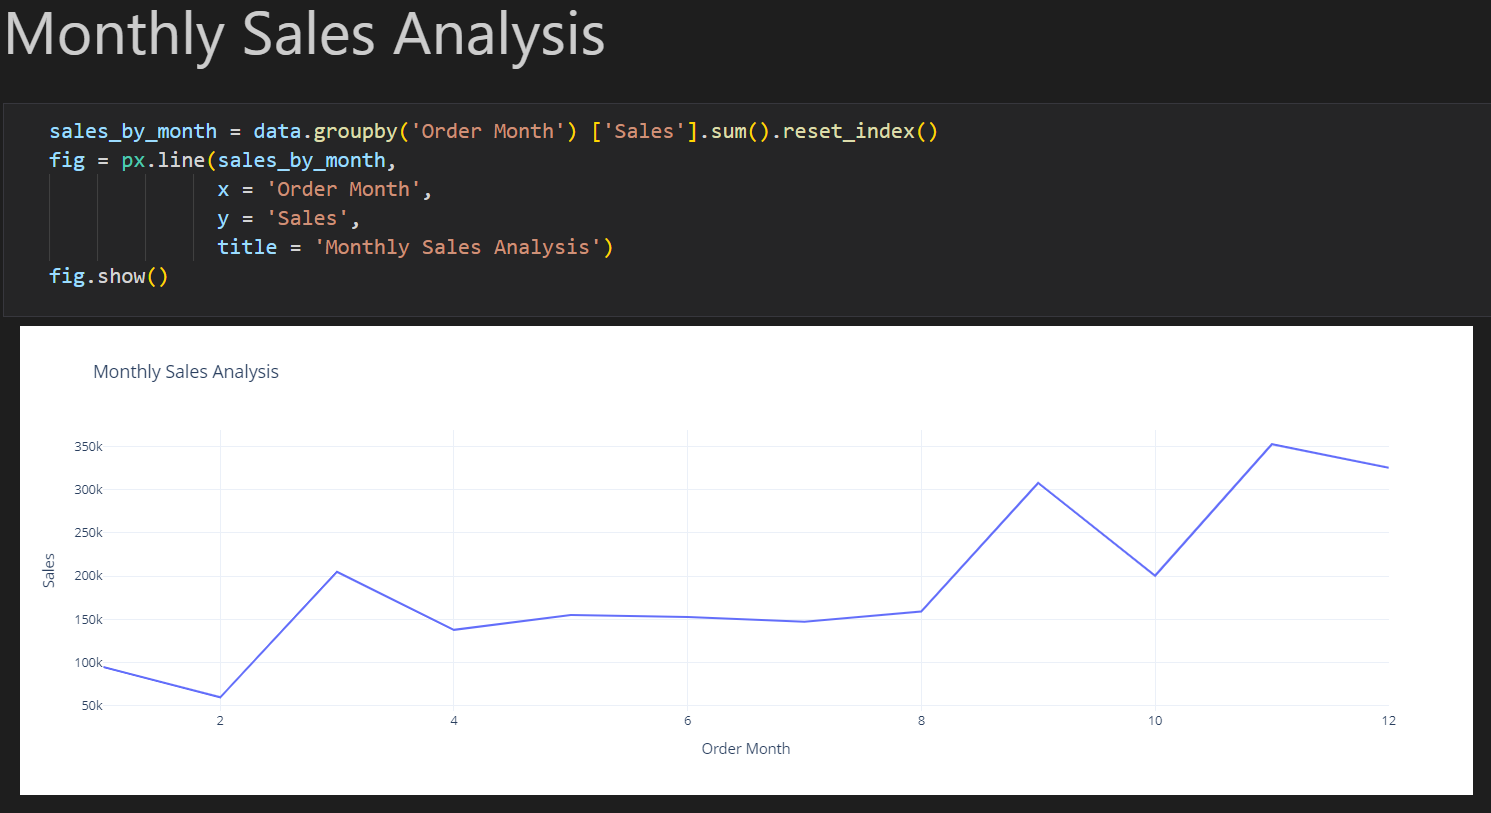 Monthly Sales Analysis
sales_by_month = data.groupby('Order Month') ['Sales'].sum().reset_index()
fig = px.line(sales_by_month,
x = 'Order Month',
y = 'Sales',
title = 'Monthly Sales Analysis')
fig.show()
Monthly Sales Analysis
350k
300k
250k
200k
150k
100k
50k
Sales
2 4 6 8 10 12
Order Month